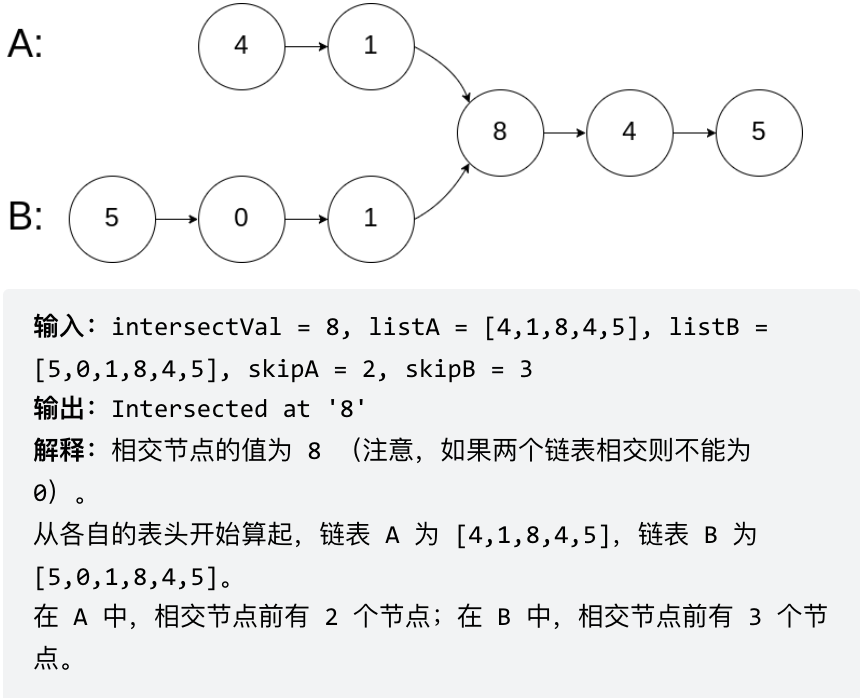 A: 4 1
8 4 5
B: 5 0 1
输入：intersectVal = 8, listA = [4,1,8,4,5], listB =
[5,0,1,8,4,5], skipA = 2, skipB = 3
输出：Intersected at '8'
解释：相交节点的值为 8 （注意，如果两个链表相交则不能为
0）。
从各自的表头开始算起，链表 A 为 [4,1,8,4,5]，链表 B 为
[5,0,1,8,4,5]。
在 A 中，相交节点前有 2 个节点；在 B 中，相交节点前有 3 个节
点。